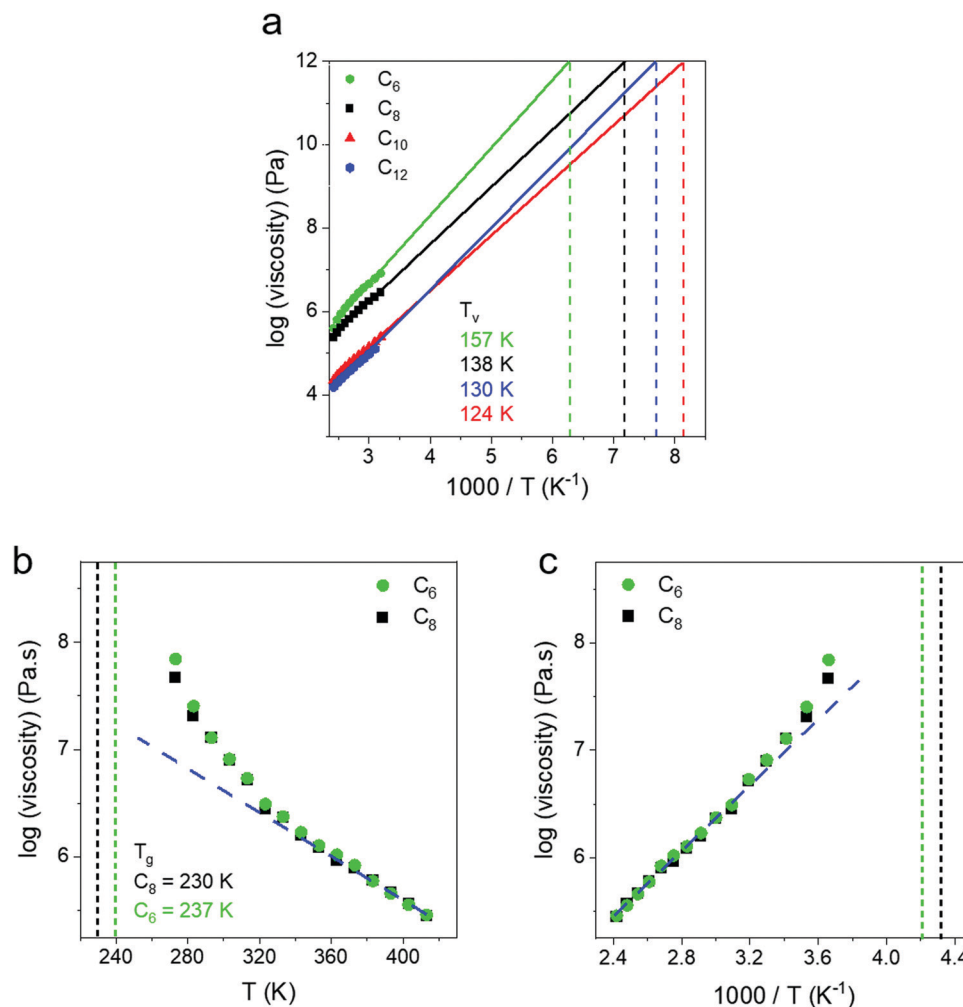 a
log (viscosity) (Pa)
12
10
8
6
4
C₆
C₈
C₁₀
C₁₂
Tᵥ
157 K
138 K
130 K
124 K
3 4 5 6 7 8
1000 / T (K⁻¹)
b
log (viscosity) (Pa.s)
8
7
6
C₆
C₈
T_g
C₈ = 230 K
C₆ = 237 K
240 280 320 360 400
T (K)
c
log (viscosity) (Pa.s)
8
7
6
C₆
C₈
2.4 2.8 3.2 3.6 4.0 4.4
1000 / T (K⁻¹)